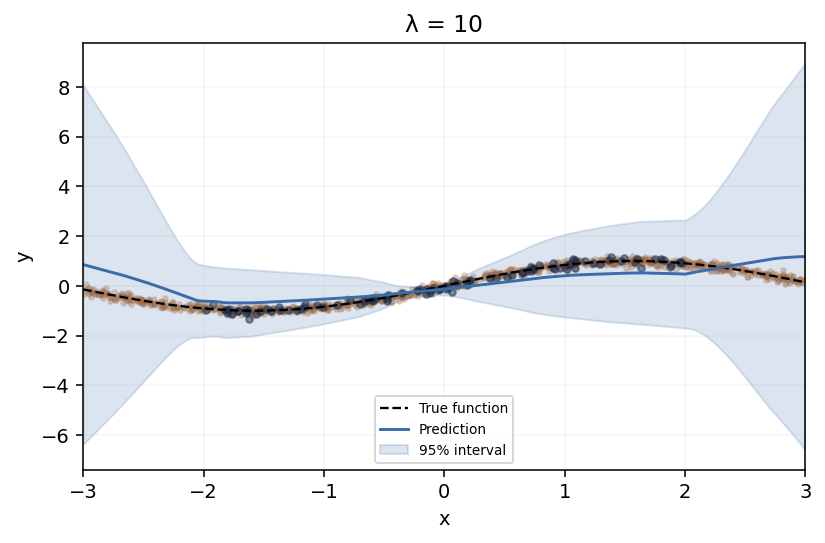 λ = 10
8
6
4
2
0
−2
−4
−6
y
True function
Prediction
95% interval
−3 −2 −1 0 1 2 3
x